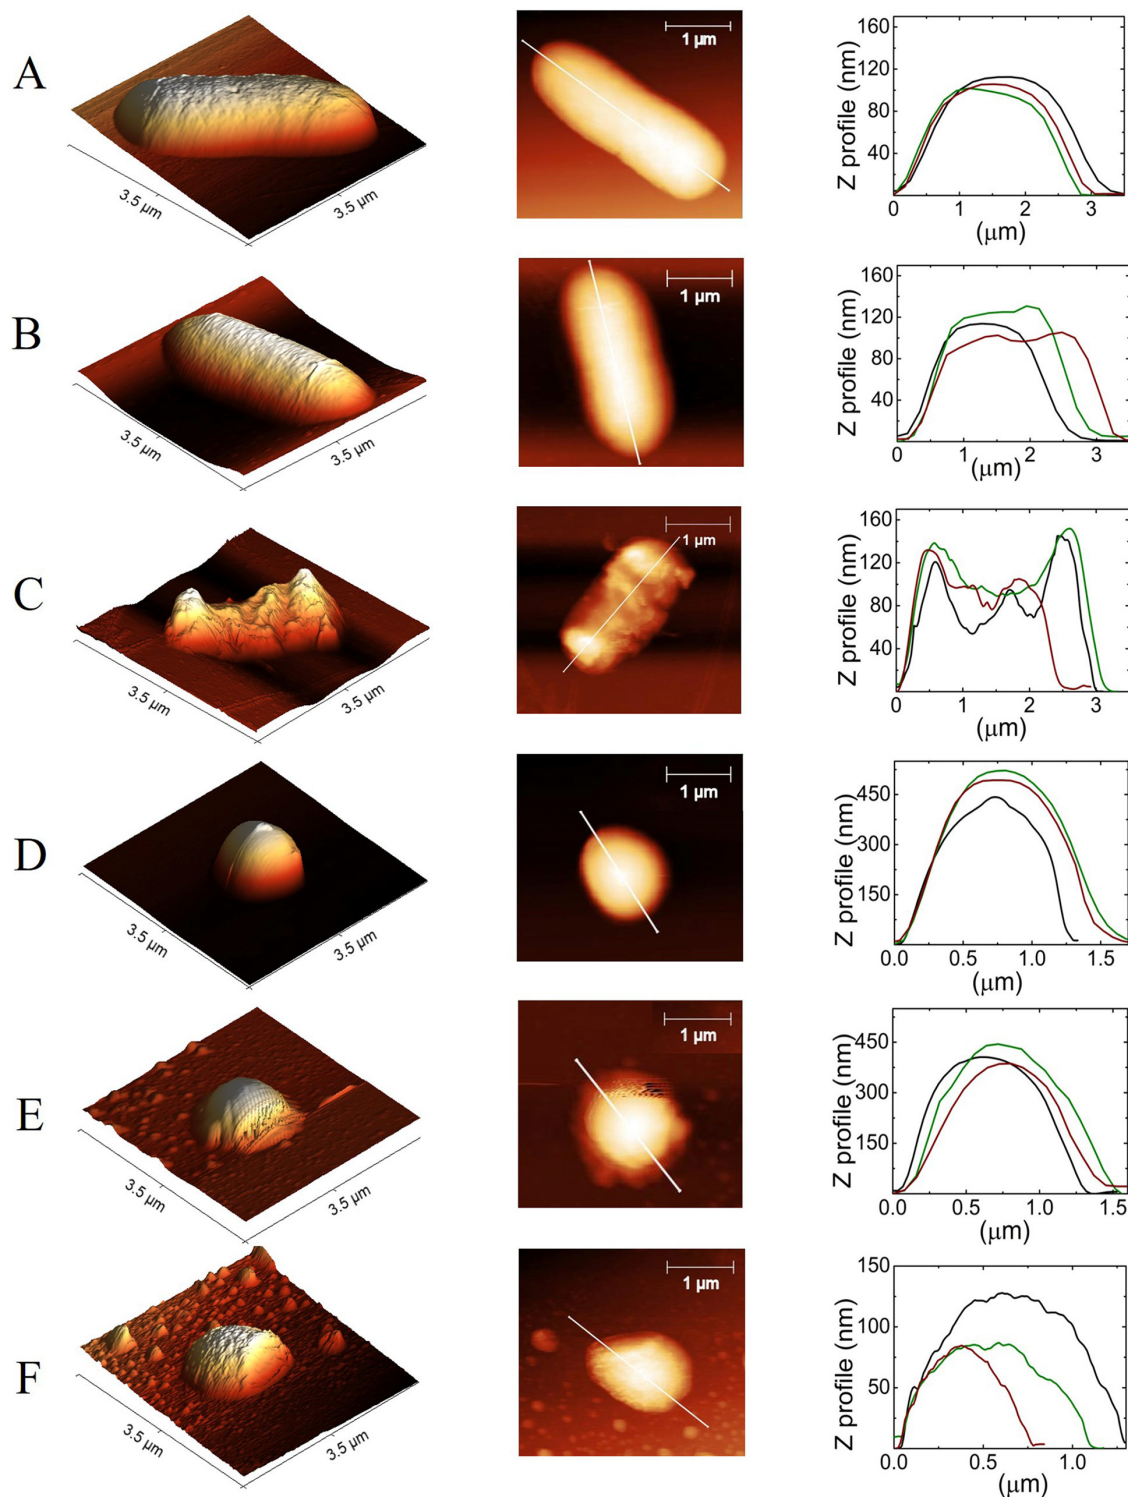 A
3.5 µm
3.5 µm
1 µm
Z profile (nm)
160
120
80
40
0
1
2
3
(µm)
B
3.5 µm
3.5 µm
1 µm
Z profile (nm)
160
120
80
40
0
1
2
3
(µm)
C
3.5 µm
3.5 µm
1 µm
Z profile (nm)
160
120
80
40
0
1
2
3
(µm)
D
3.5 µm
3.5 µm
1 µm
Z profile (nm)
450
300
150
0.0
0.5
1.0
1.5
(µm)
E
3.5 µm
3.5 µm
1 µm
Z profile (nm)
450
300
150
0.0
0.5
1.0
1.5
(µm)
F
3.5 µm
3.5 µm
1 µm
Z profile (nm)
150
100
50
0.0
0.5
1.0
(µm)